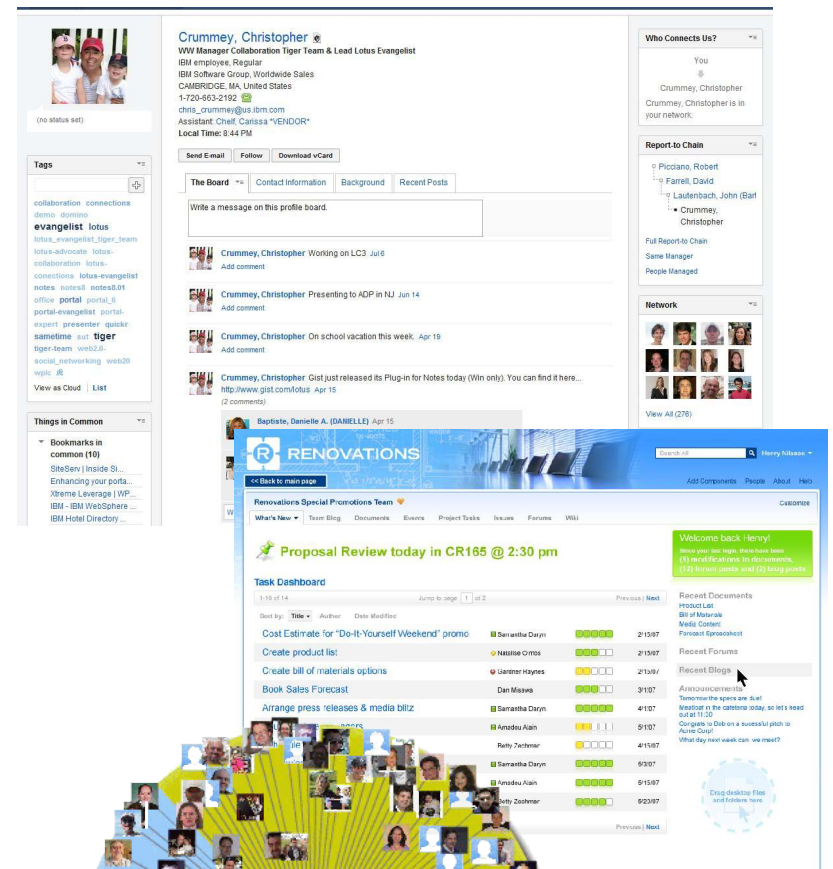 Crummey, Christopher
WW Manager Collaboration Tiger Team & Lead Lotus Evangelist
IBM employee, Regular
IBM Software Group, Worldwide Sales
CAMBRIDGE, MA, United States
1-720-663-2192
chris_crummey@us.ibm.com
Assistant: Chelf, Carissa *VENDOR*
Local Time: 8:44 PM
Send E-mail Follow Download vCard
(no status set)
Tags
collaboration connections
demo domino
evangelist lotus
lotus_evangelist_tiger_team
lotus-advocate lotus-
collaboration lotus-
conections lotus-evangelist
notes notes8 notes8.01
office portal portal_6
portal-evangelist portal-
expert presenter quickr
sametime sut tiger
tiger-team web2.0-
social_networking web20
wplc 虎
View as Cloud | List
Things in Common
Bookmarks in
common (10)
SiteServ | Inside Si...
Enhancing your porta...
Xtreme Leverage | WP...
IBM - IBM WebSphere ...
IBM Hotel Directory ...
The Board Contact Information Background Recent Posts
Write a message on this profile board.
Crummey, Christopher Working on LC3 Jul 6
Add comment
Crummey, Christopher Presenting to ADP in NJ Jun 14
Add comment
Crummey, Christopher On school vacation this week. Apr 19
Add comment
Crummey, Christopher Gist just released its Plug-in for Notes today (Win only). You can find it here...
http://www.gist.com/lotus Apr 15
(2 comments)
Baptiste, Danielle A. (DANIELLE) Apr 15
W
Who Connects Us?
You
Crummey, Christopher
Crummey, Christopher is in
your network.
Report-to Chain
Picciano, Robert
Farrell, David
Lautenbach, John (Bart
Crummey,
Christopher
Full Report-to Chain
Same Manager
People Managed
Network
View All (276)
R RENOVATIONS
Search All
Henry Nilsson
<< Back to main page
Add Components People About Help
Renovations Special Promotions Team
Customize
What's New Team Blog Documents Events Project Tasks Issues Forums Wiki
Proposal Review today in CR165 @ 2:30 pm
Task Dashboard
1-10 of 14 Jump to page 1 of 2 Previous | Next
Sort by: Title Author Date Modified
Cost Estimate for "Do-It-Yourself Weekend" promo Samantha Daryn 2/15/07
Create product list Natalise Ormos 2/15/07
Create bill of materials options Gardner Raynes 2/15/07
Book Sales Forecast Dan Misawa 3/1/07
Arrange press releases & media blitz Samantha Daryn 4/1/07
Amadou Alain 5/1/07
Betty Zechman 4/15/07
Samantha Daryn 5/3/07
Amadou Alain 5/15/07
Betty Zechman 5/20/07
Previous | Next
Welcome back Henry!
Since your last login, there have been
(5) modifications to documents,
(12) forum posts and (2) blog posts
Recent Documents
Product List
Bill of Materials
Media Content
Forecast Spreadsheet
Recent Forums
Recent Blogs
Announcements
Tomorrow the specs are due!
Meatloaf in the cafeteria today, so let's head
out at 11:30
Congrats to Deb on a sucessful pitch to
Acme Corp!
What day next week can we meet?
Drag desktop files
and folders here